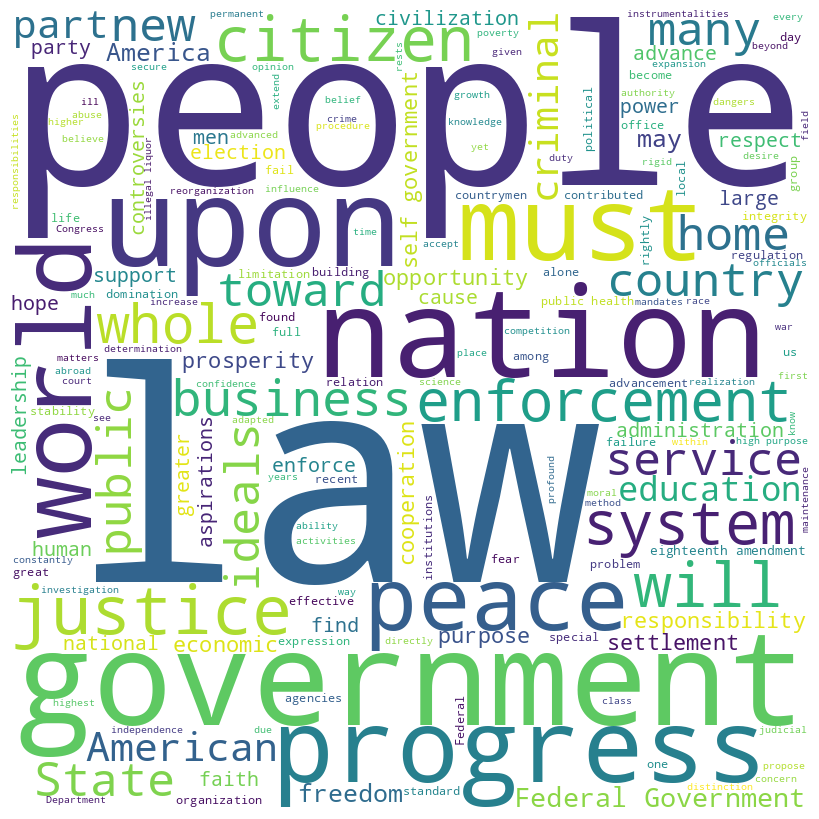 permanent
instrumentalities
every
part
new
citizen
civilization
many
party
America
poverty
given
beyond
day
secure
opinion
rests
advance
expansion
people
criminal
become
responsibilities
ill
abuse
higher
believe
controversies
extend
belief
growth
authority
dangers
field
men
advanced
crime
procedure
knowledge
political
power
office
election
fail
yet
may
respect
reorganization
influence
government
self
duty
rigid
desire
group
illegal liquor
life
Congress
countrymen
contributed
local
large
upon
time
accept
must
rightly
integrity
home
regulation
officials
world
support
limitation
building
opportunity
alone
country
hope
much
domination
toward
cause
increase
whole
found
full
public health
mandates
race
nation
competition
war
matters
court
determination
prosperity
relation
place
among
us
leadership
abroad
stability
see
confidence
science
advancement
realization
first
business
enforcement
know
public
ideals
greater
aspirations
adapted
law
cooperation
institutions
administration
failure
within
high purpose
enforce
recent
service
years
profound
moral
method
education
maintenance
ability
activities
system
human
constantly
great
fear
problem
eighteenth amendment
investigation
way
effective
peace
will
justice
find
purpose
special
responsibility
national
economic
expression
directly
settlement
government
highest
agencies
class
independence
due
Federal
judicial
American
progress
State
faith
one
propose
concern
Department
organization
freedom
standard
Federal Government
distinction